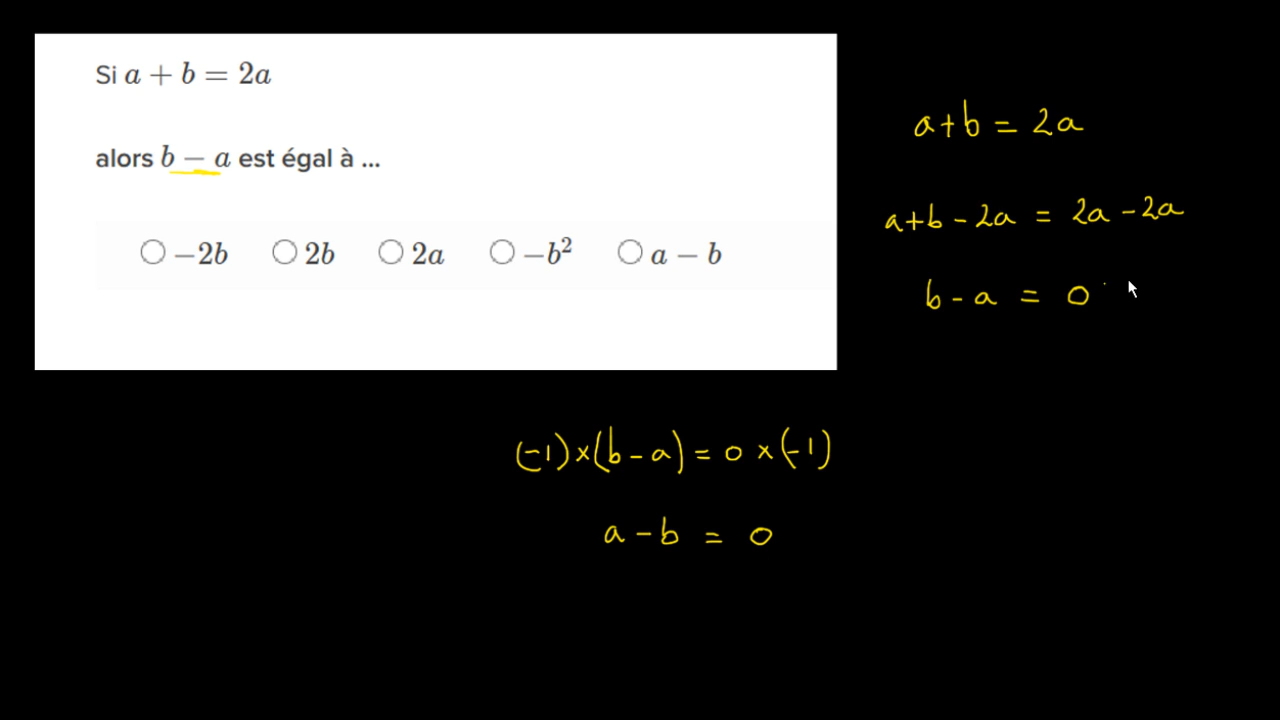 Si a + b = 2a
alors b − a est égal à ...
−2b 2b 2a −b² a − b
a+b = 2a
a+b - 2a = 2a - 2a
b - a = 0
(-1)×(b-a) = 0 ×(-1)
a - b = 0